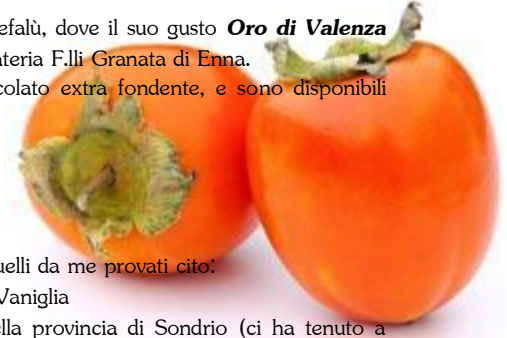 efalù, dove il suo gusto Oro di Valenza
ateria F.lli Granata di Enna.
colato extra fondente, e sono disponibili
uelli da me provati cito:
Vaniglia
ella provincia di Sondrio (ci ha tenuto a